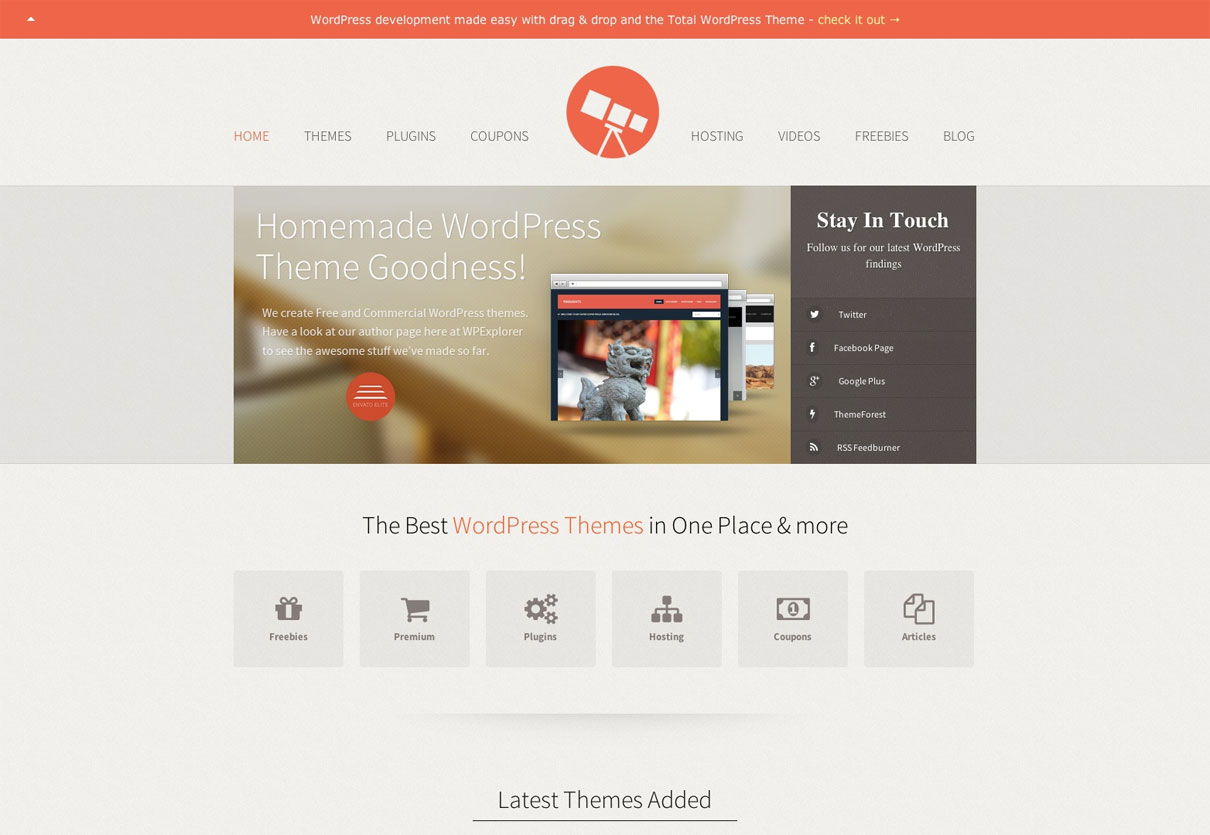 WordPress development made easy with drag & drop and the Total WordPress Theme - check it out →
HOME THEMES PLUGINS COUPONS HOSTING VIDEOS FREEBIES BLOG
Homemade WordPress
Theme Goodness!
We create Free and Commercial WordPress themes.
Have a look at our author page here at WPExplorer
to see the awesome stuff we've made so far.
ENVATO ELITE
Stay In Touch
Follow us for our latest WordPress
findings
Twitter
Facebook Page
Google Plus
ThemeForest
RSS Feedburner
The Best WordPress Themes in One Place & more
Freebies
Premium
Plugins
Hosting
Coupons
Articles
Latest Themes Added